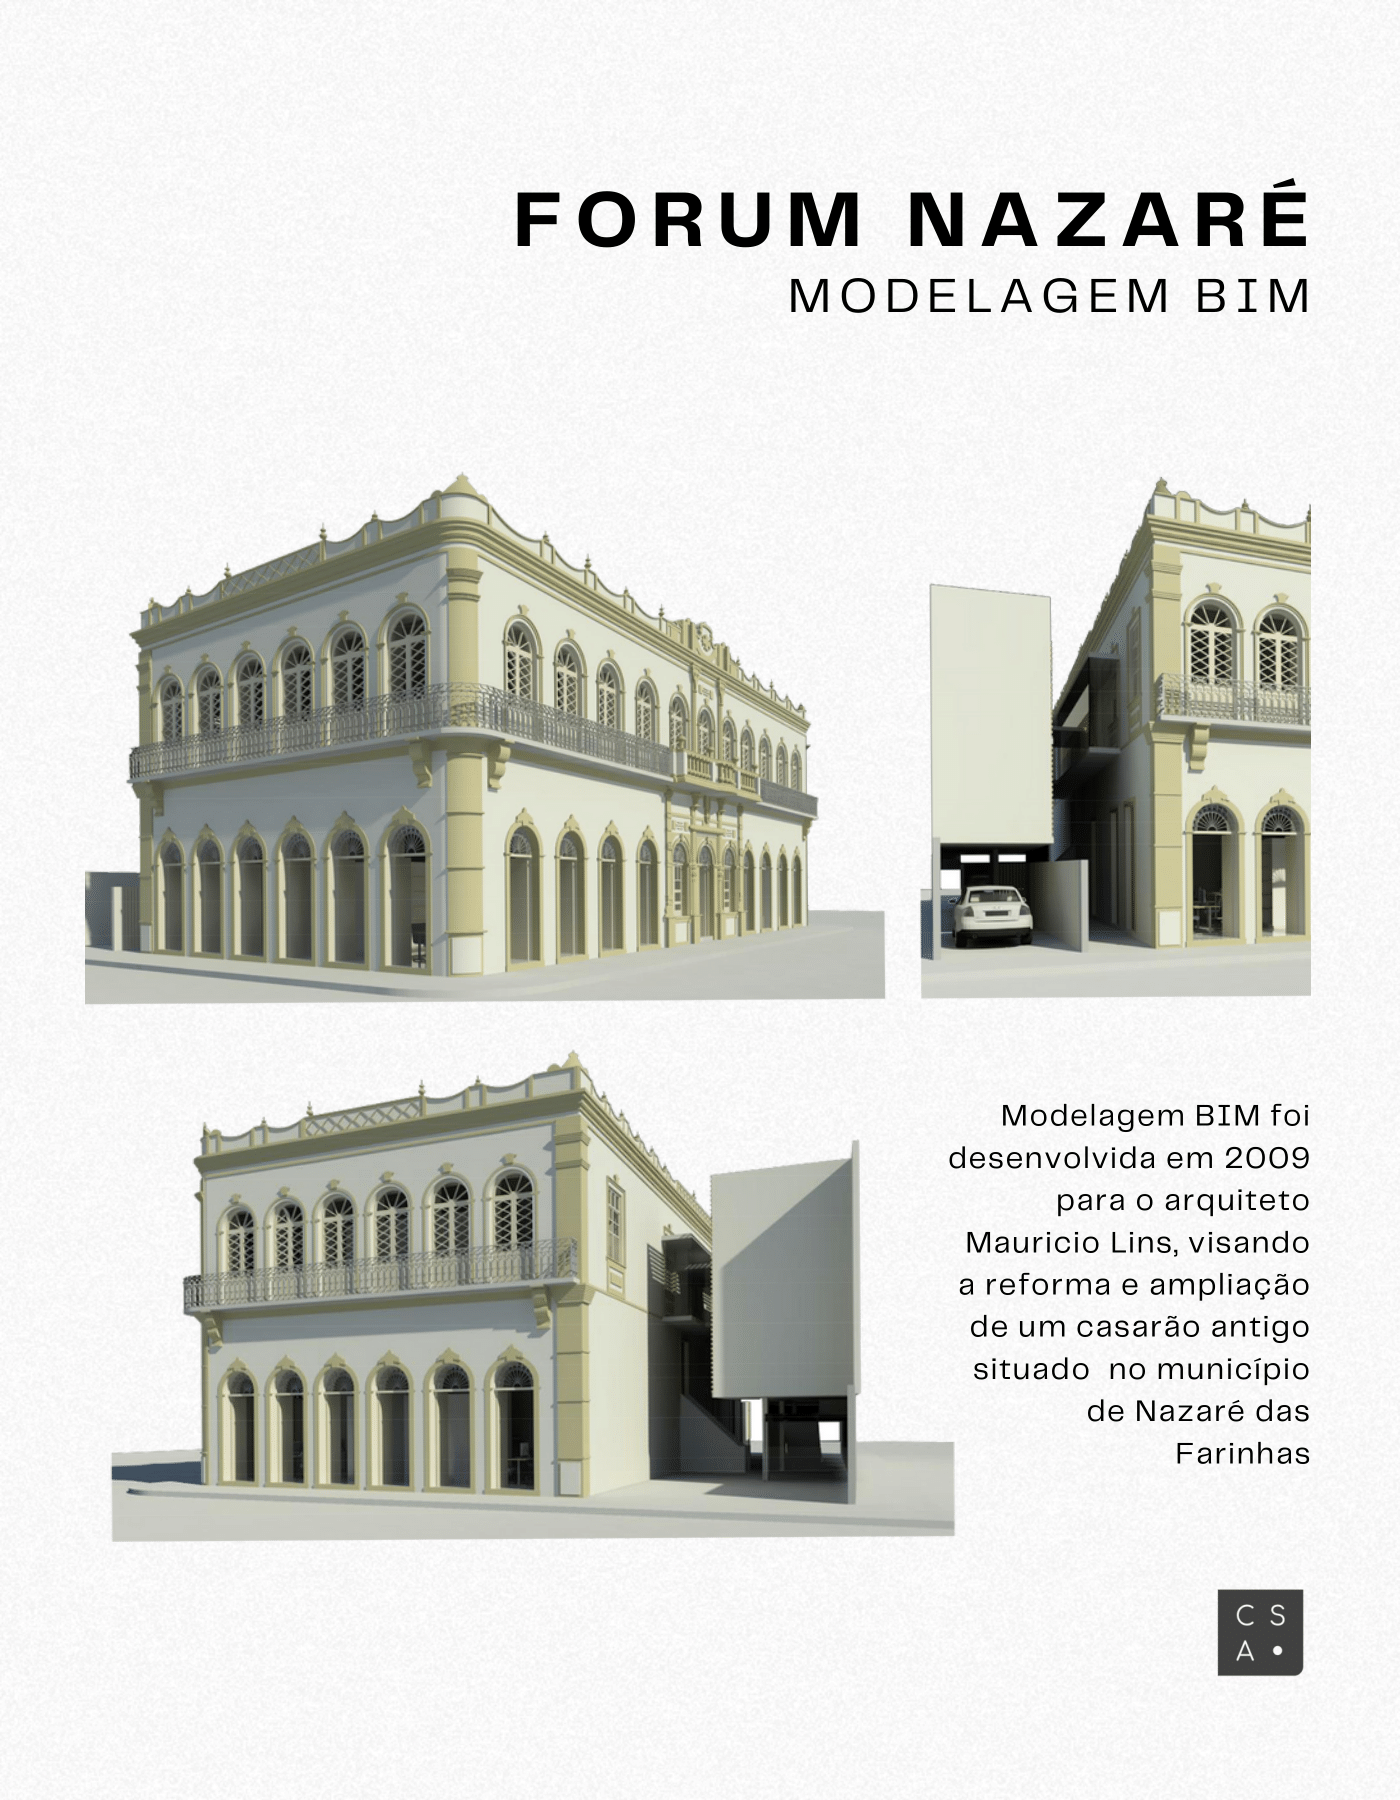 FORUM NAZARÉ
MODELAGEM BIM
Modelagem BIM foi
desenvolvida em 2009
para o arquiteto
Mauricio Lins, visando
a reforma e ampliação
de um casarão antigo
situado  no município
de Nazaré das
Farinhas
C S
A •